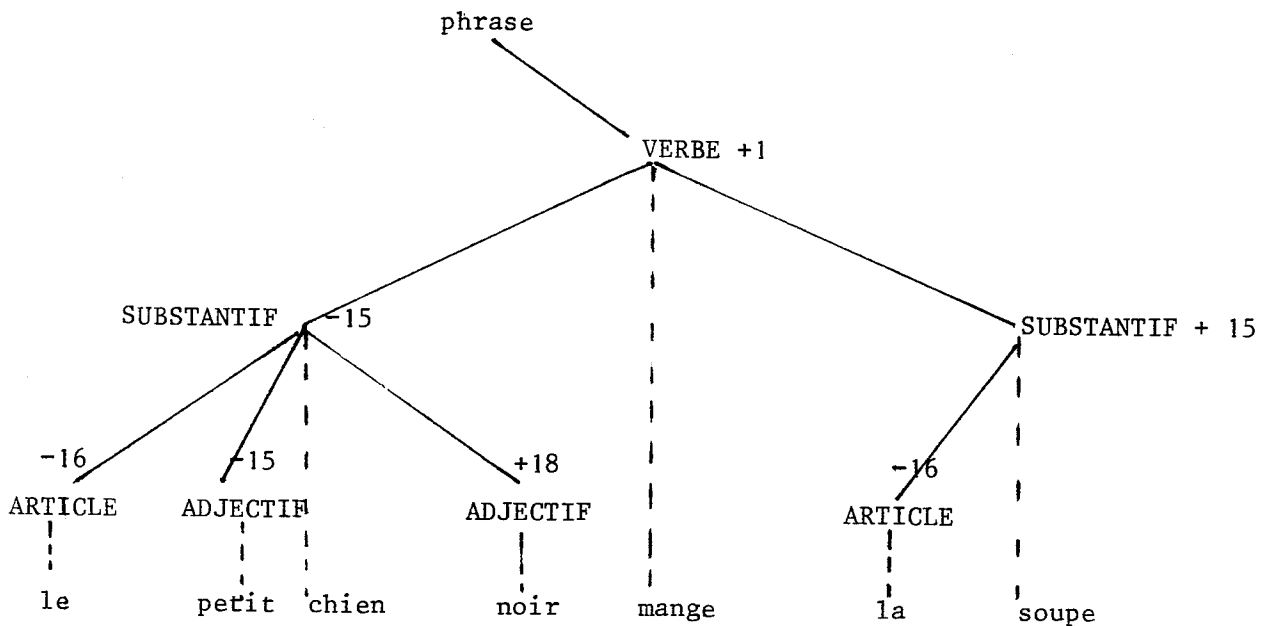 phrase
VERBE +1
SUBSTANTIF -15
SUBSTANTIF + 15
-16 -15 +18 -16
ARTICLE ADJECTIF ADJECTIF ARTICLE
le petit chien noir mange la soupe